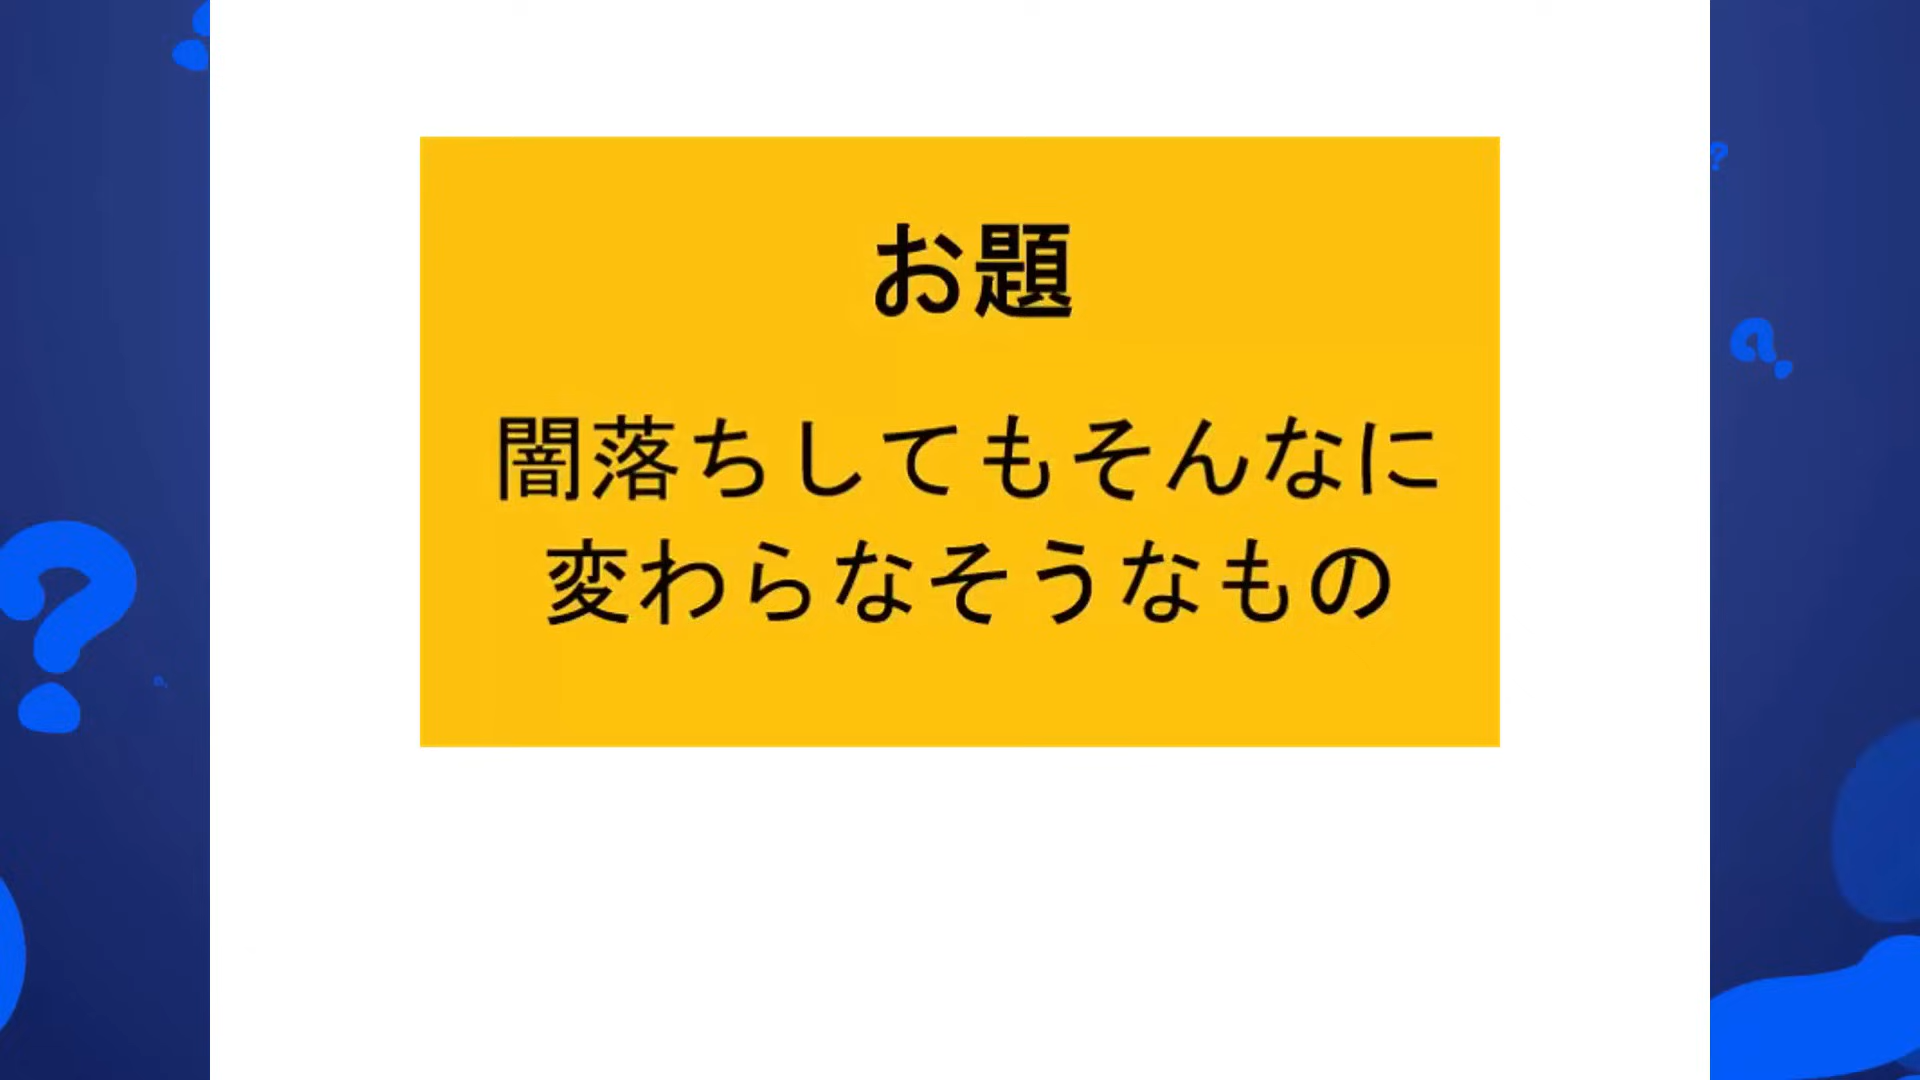 お題
闇落ちしてもそんなに
変わらなそうなもの